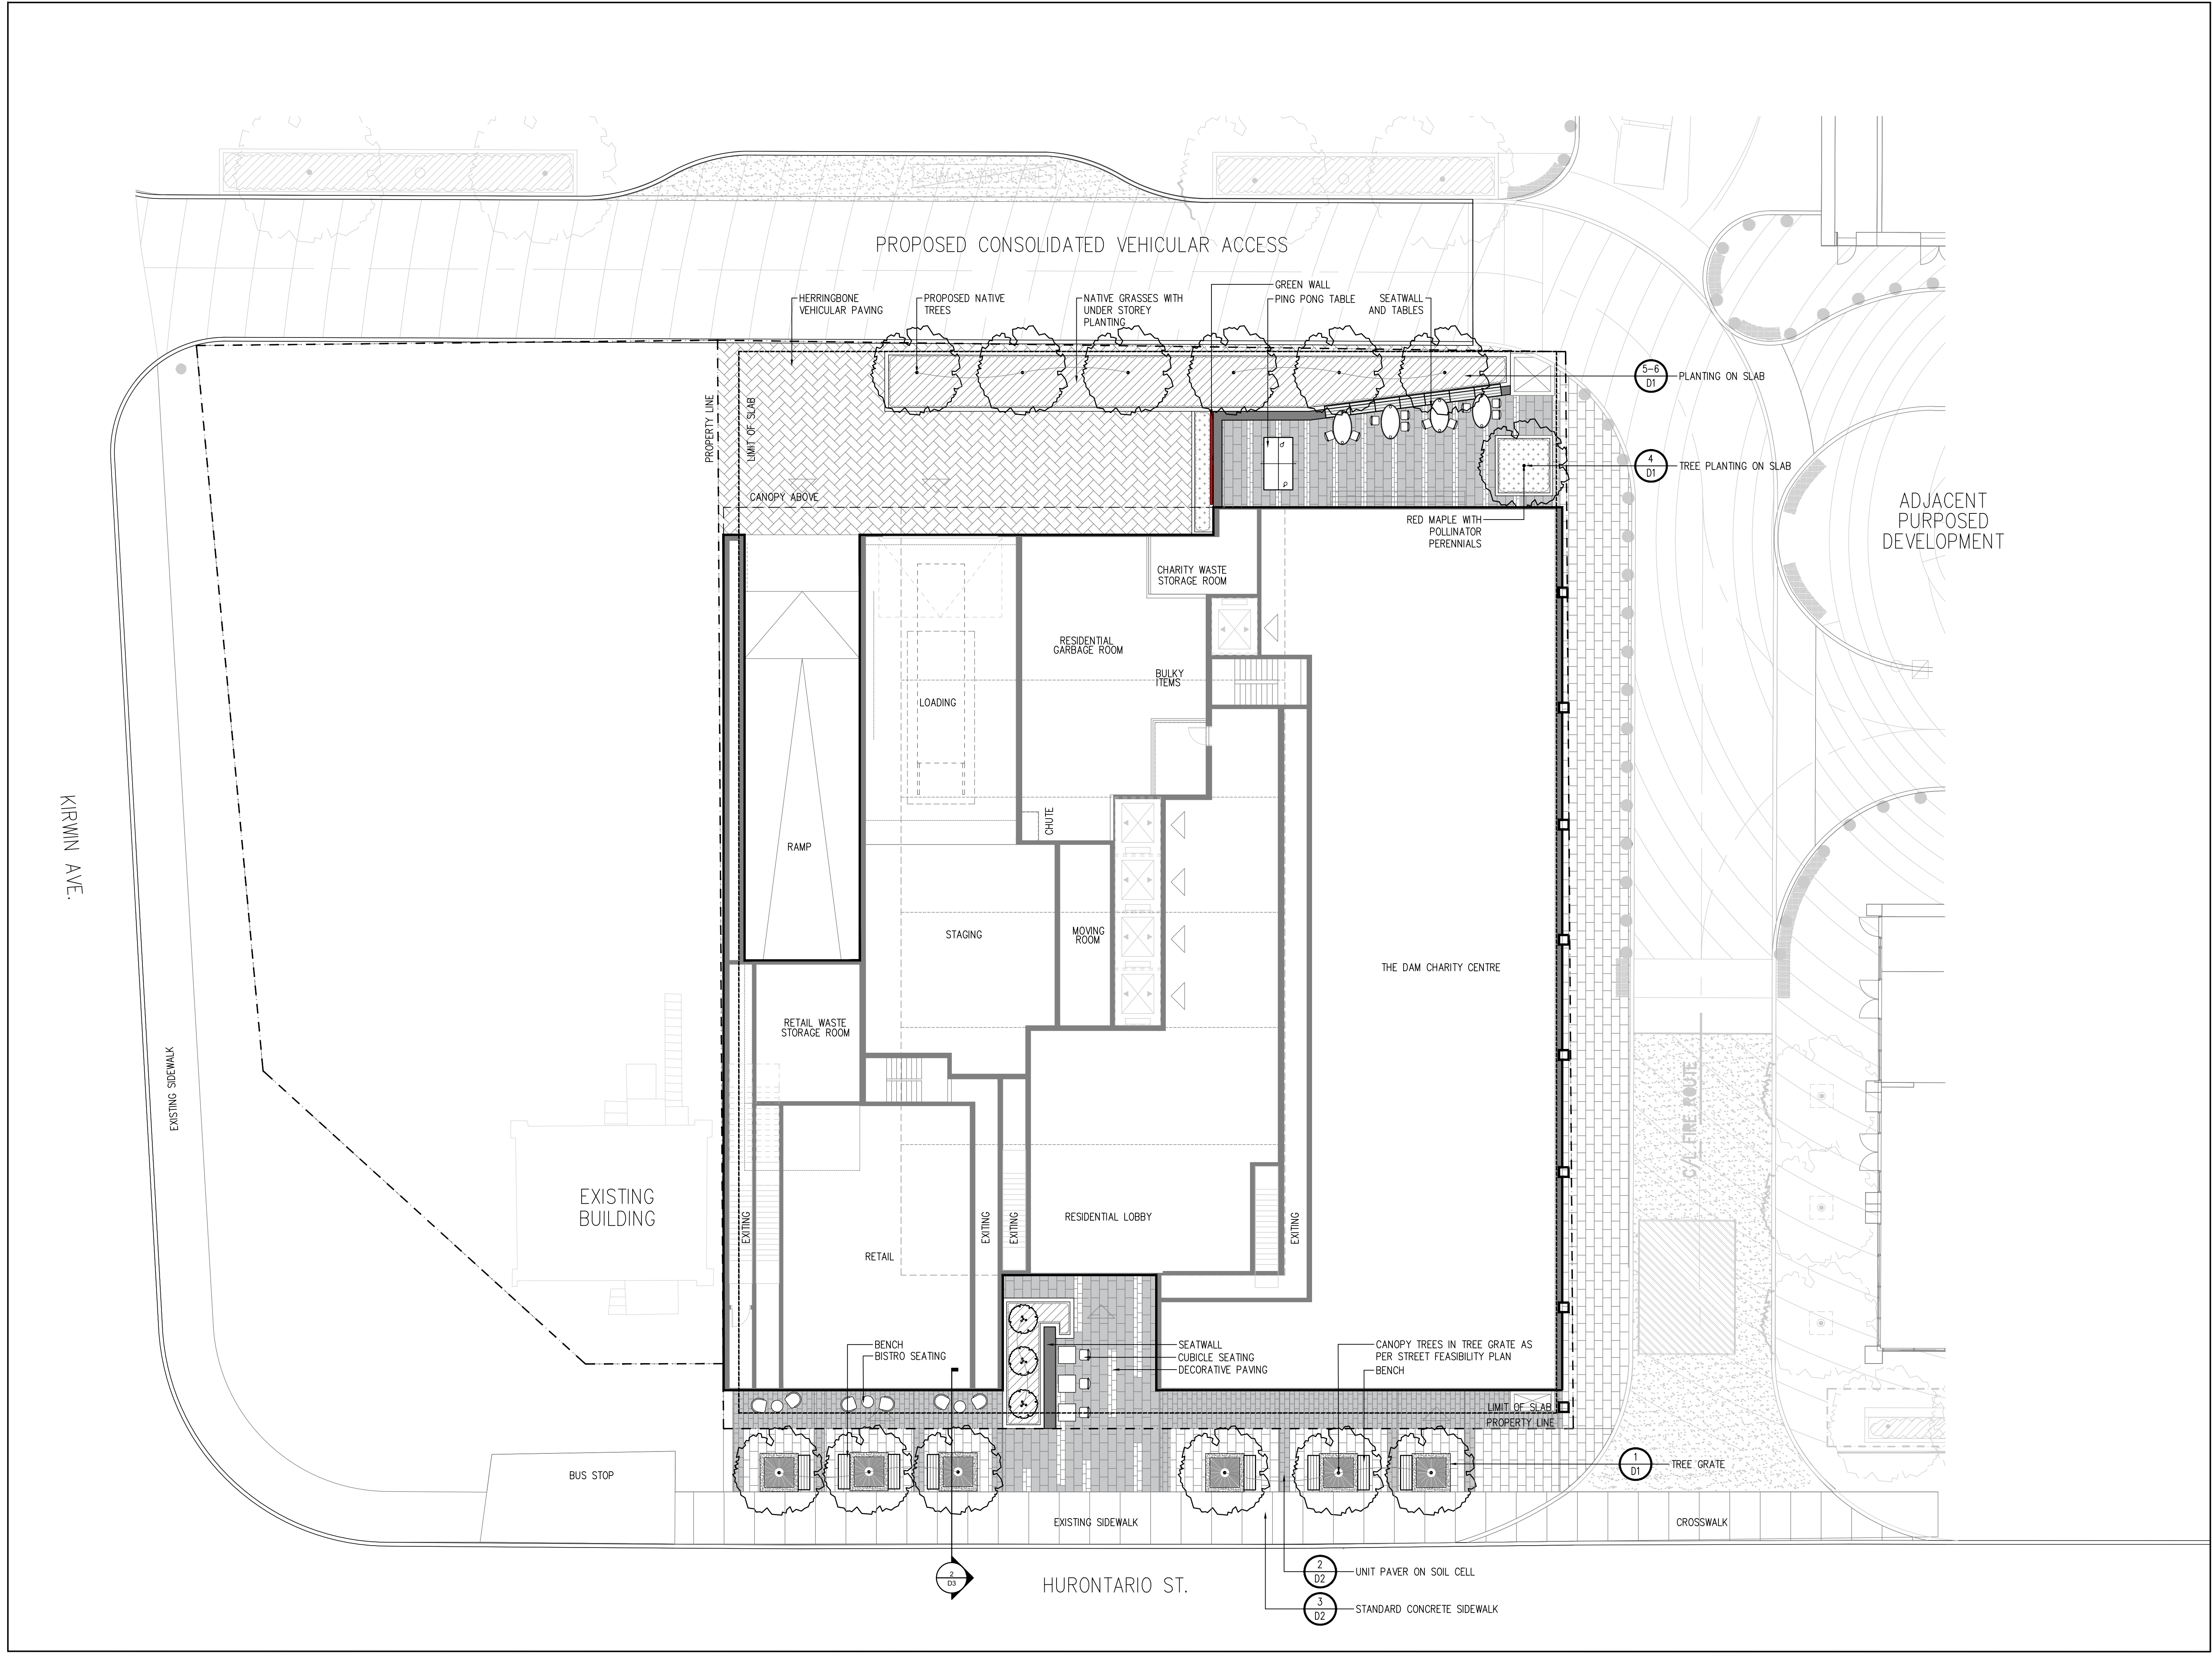 PROPOSED CONSOLIDATED VEHICULAR ACCESS
GREEN WALL
HERRINGBONE
VEHICULAR PAVING
PROPOSED NATIVE
TREES
NATIVE GRASSES WITH
UNDER STOREY
PLANTING
PING PONG TABLE
SEATWALL
AND TABLES
5-6
D1
PLANTING ON SLAB
PROPERTY LINE
LIMIT OF SLAB
4
D1
TREE PLANTING ON SLAB
CANOPY ABOVE
RED MAPLE WITH
POLLINATOR
PERENNIALS
ADJACENT
PURPOSED
DEVELOPMENT
CHARITY WASTE
STORAGE ROOM
RESIDENTIAL
GARBAGE ROOM
BULKY
ITEMS
LOADING
CHUTE
RAMP
KIRWIN AVE.
STAGING
MOVING
ROOM
THE DAM CHARITY CENTRE
RETAIL WASTE
STORAGE ROOM
EXISTING SIDEWALK
C/L FIRE ROUTE
EXISTING
BUILDING
EXITING
EXITING
EXITING
RESIDENTIAL LOBBY
EXITING
RETAIL
BENCH
BISTRO SEATING
SEATWALL
CUBICLE SEATING
DECORATIVE PAVING
CANOPY TREES IN TREE GRATE AS
PER STREET FEASIBILITY PLAN
BENCH
LIMIT OF SLAB
PROPERTY LINE
BUS STOP
1
D1
TREE GRATE
EXISTING SIDEWALK
CROSSWALK
2
D3
HURONTARIO ST.
2
D2
UNIT PAVER ON SOIL CELL
3
D2
STANDARD CONCRETE SIDEWALK